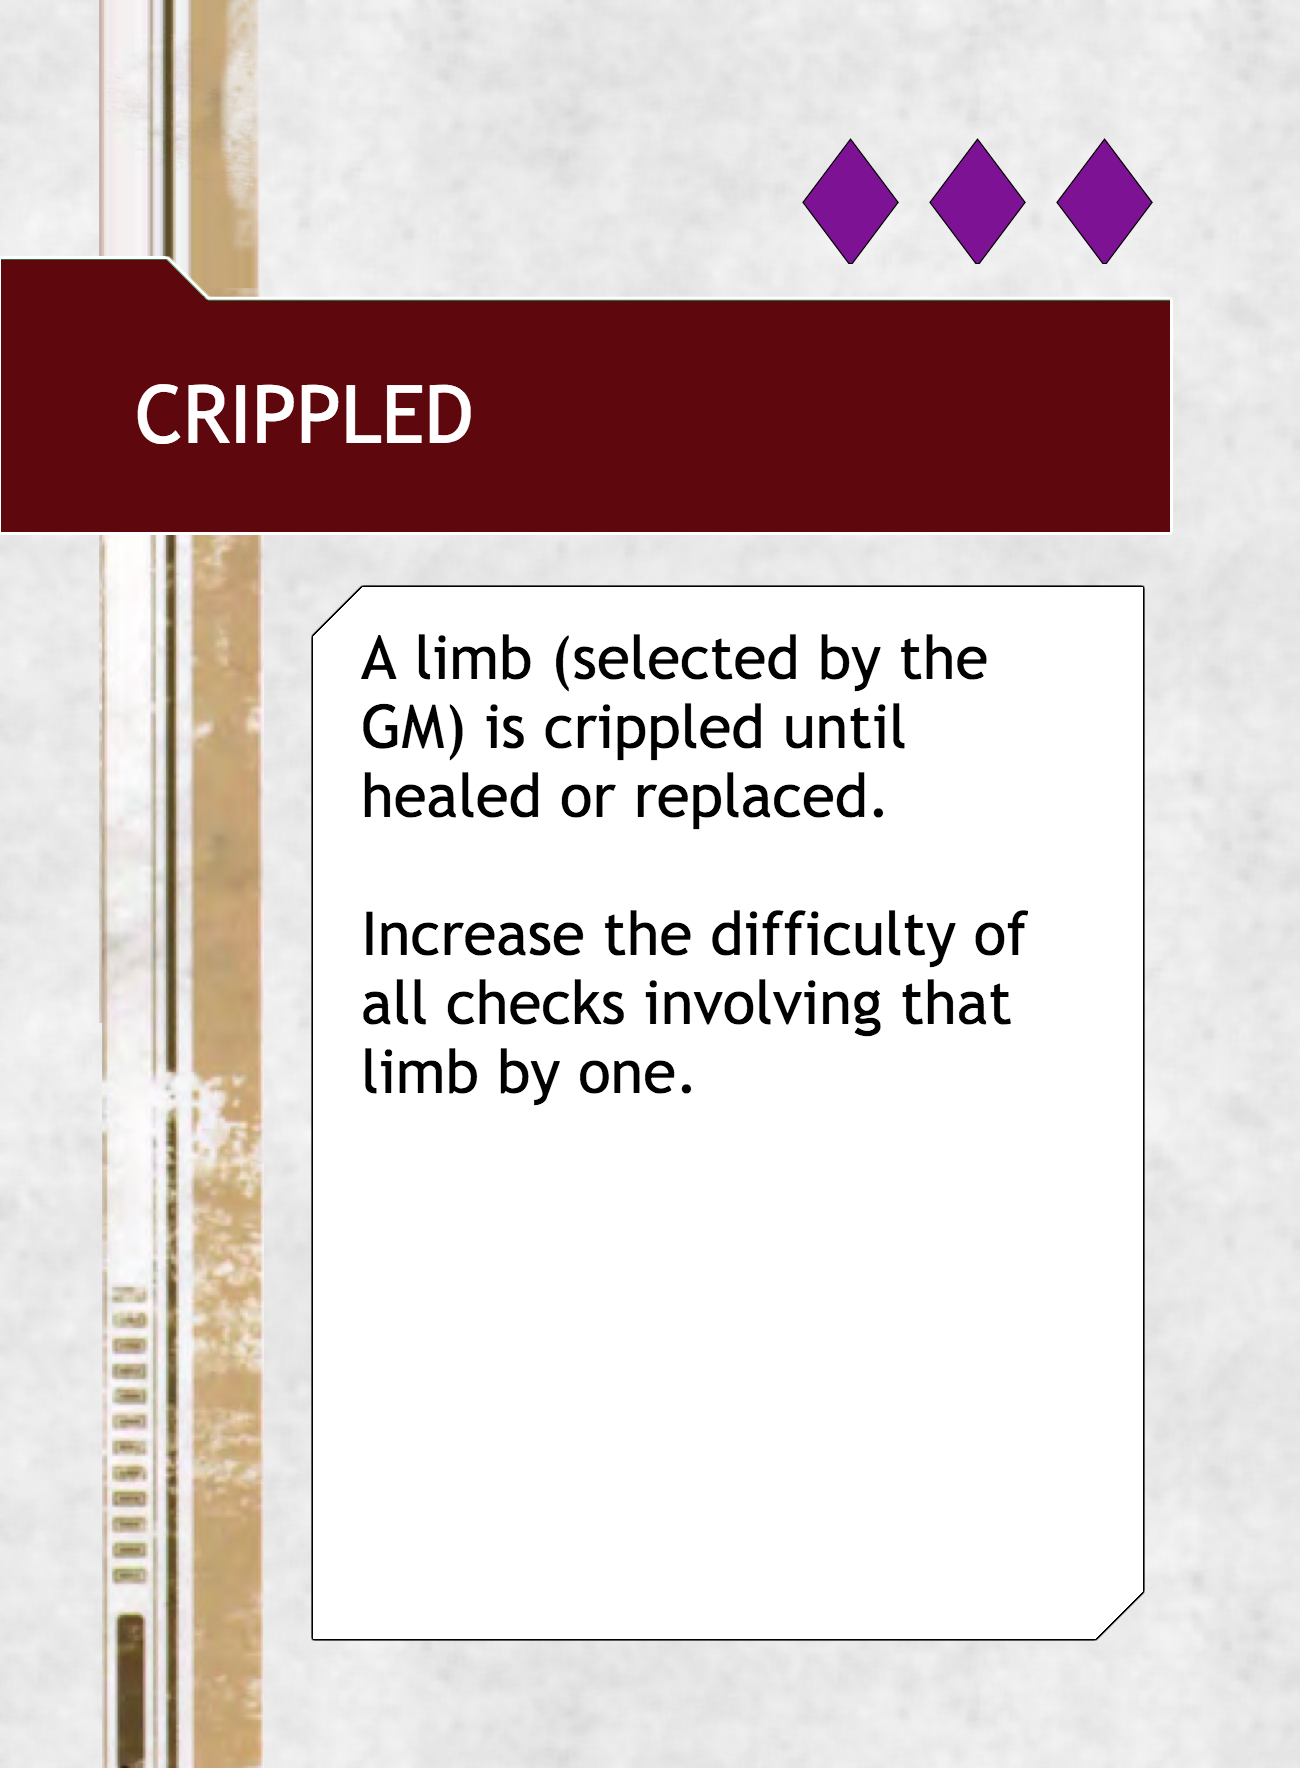 CRIPPLED
A limb (selected by the
GM) is crippled until
healed or replaced.
Increase the difficulty of
all checks involving that
limb by one.